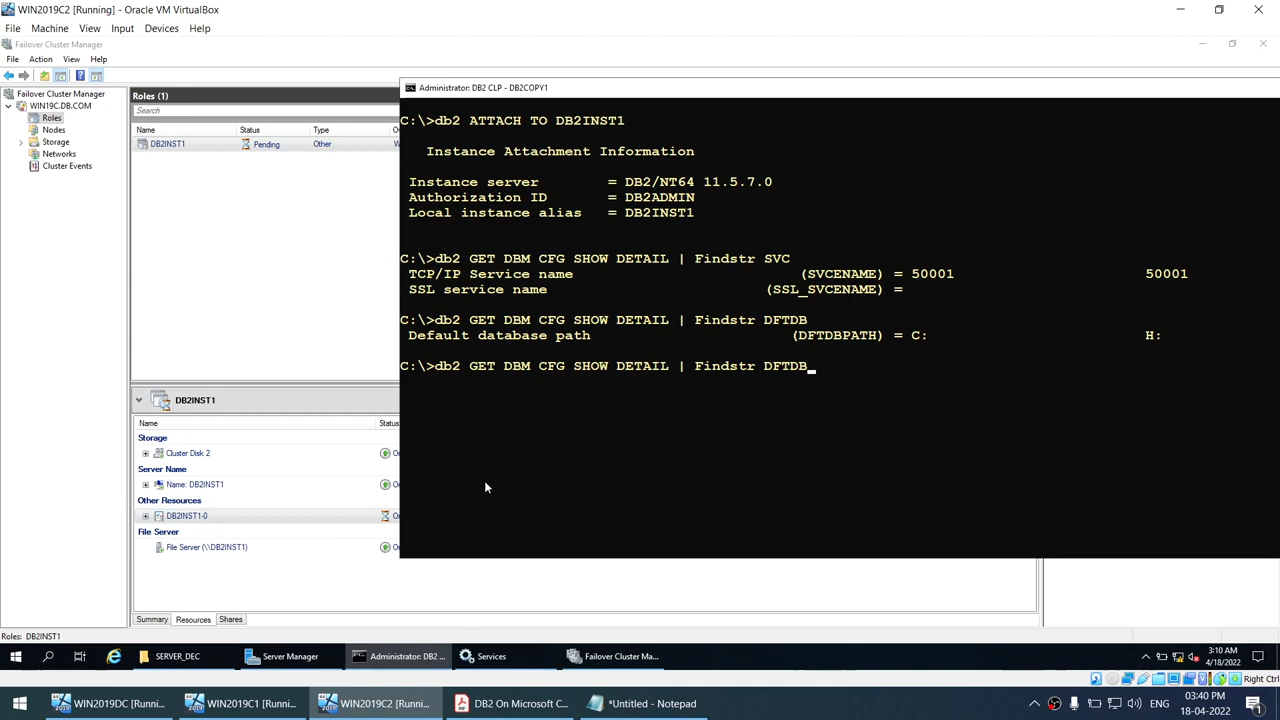 WIN2019C2 [Running] - Oracle VM VirtualBox
File Machine View Input Devices Help
Failover Cluster Manager
File Action View Help
Failover Cluster Manager
WIN19C.DB.COM
Roles
Nodes
Storage
Networks
Cluster Events
Roles (1)
Search
Name Status Type
DB2INST1 Pending Other
DB2INST1
Name Status
Storage
Cluster Disk 2
Server Name
Name: DB2INST1
Other Resources
DB2INST1-0
File Server
File Server (\\DB2INST1)
Summary Resources Shares
Roles: DB2INST1
Administrator: DB2 CLP - DB2COPY1
C:\>db2 ATTACH TO DB2INST1
Instance Attachment Information
Instance server = DB2/NT64 11.5.7.0
Authorization ID = DB2ADMIN
Local instance alias = DB2INST1
C:\>db2 GET DBM CFG SHOW DETAIL | Findstr SVC
TCP/IP Service name (SVCENAME) = 50001 50001
SSL service name (SSL_SVCENAME) =
C:\>db2 GET DBM CFG SHOW DETAIL | Findstr DFTDB
Default database path (DFTDBPATH) = C: H:
C:\>db2 GET DBM CFG SHOW DETAIL | Findstr DFTDB_
SERVER_DEC Server Manager Administrator: DB2 ... Services Failover Cluster Ma...
3:10 AM
4/18/2022
Right Ctrl
WIN2019DC [Runnin... WIN2019C1 [Runnin... WIN2019C2 [Runnin... DB2 On Microsoft C... *Untitled - Notepad
ENG
03:40 PM
18-04-2022